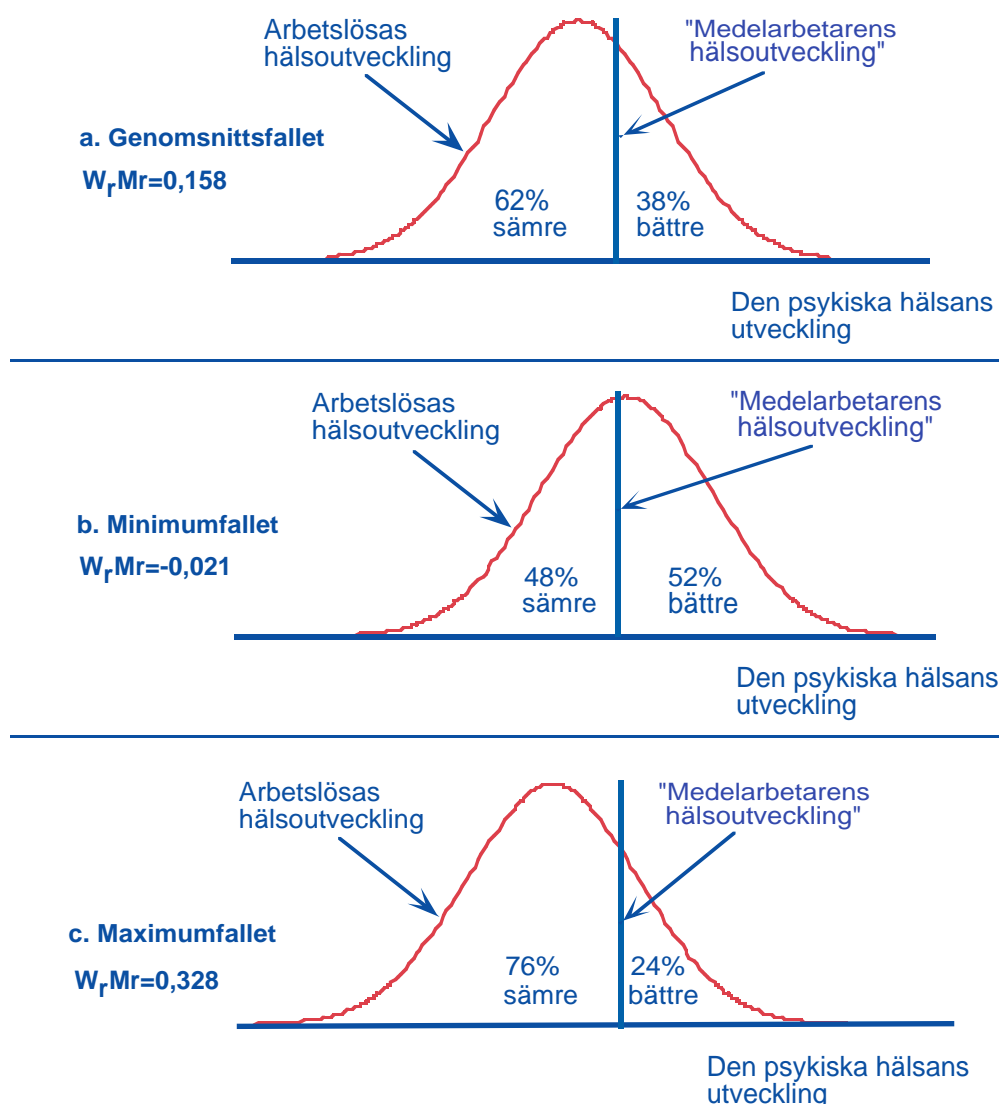 Arbetslösas
hälsoutveckling
"Medelarbetarens
hälsoutveckling"
a. Genomsnittsfallet
WrMr=0,158
62%
sämre
38%
bättre
Den psykiska hälsans
utveckling
Arbetslösas
hälsoutveckling
"Medelarbetarens
hälsoutveckling"
b. Minimumfallet
WrMr=-0,021
48%
sämre
52%
bättre
Den psykiska hälsans
utveckling
Arbetslösas
hälsoutveckling
"Medelarbetarens
hälsoutveckling"
c. Maximumfallet
WrMr=0,328
76%
sämre
24%
bättre
Den psykiska hälsans
utveckling